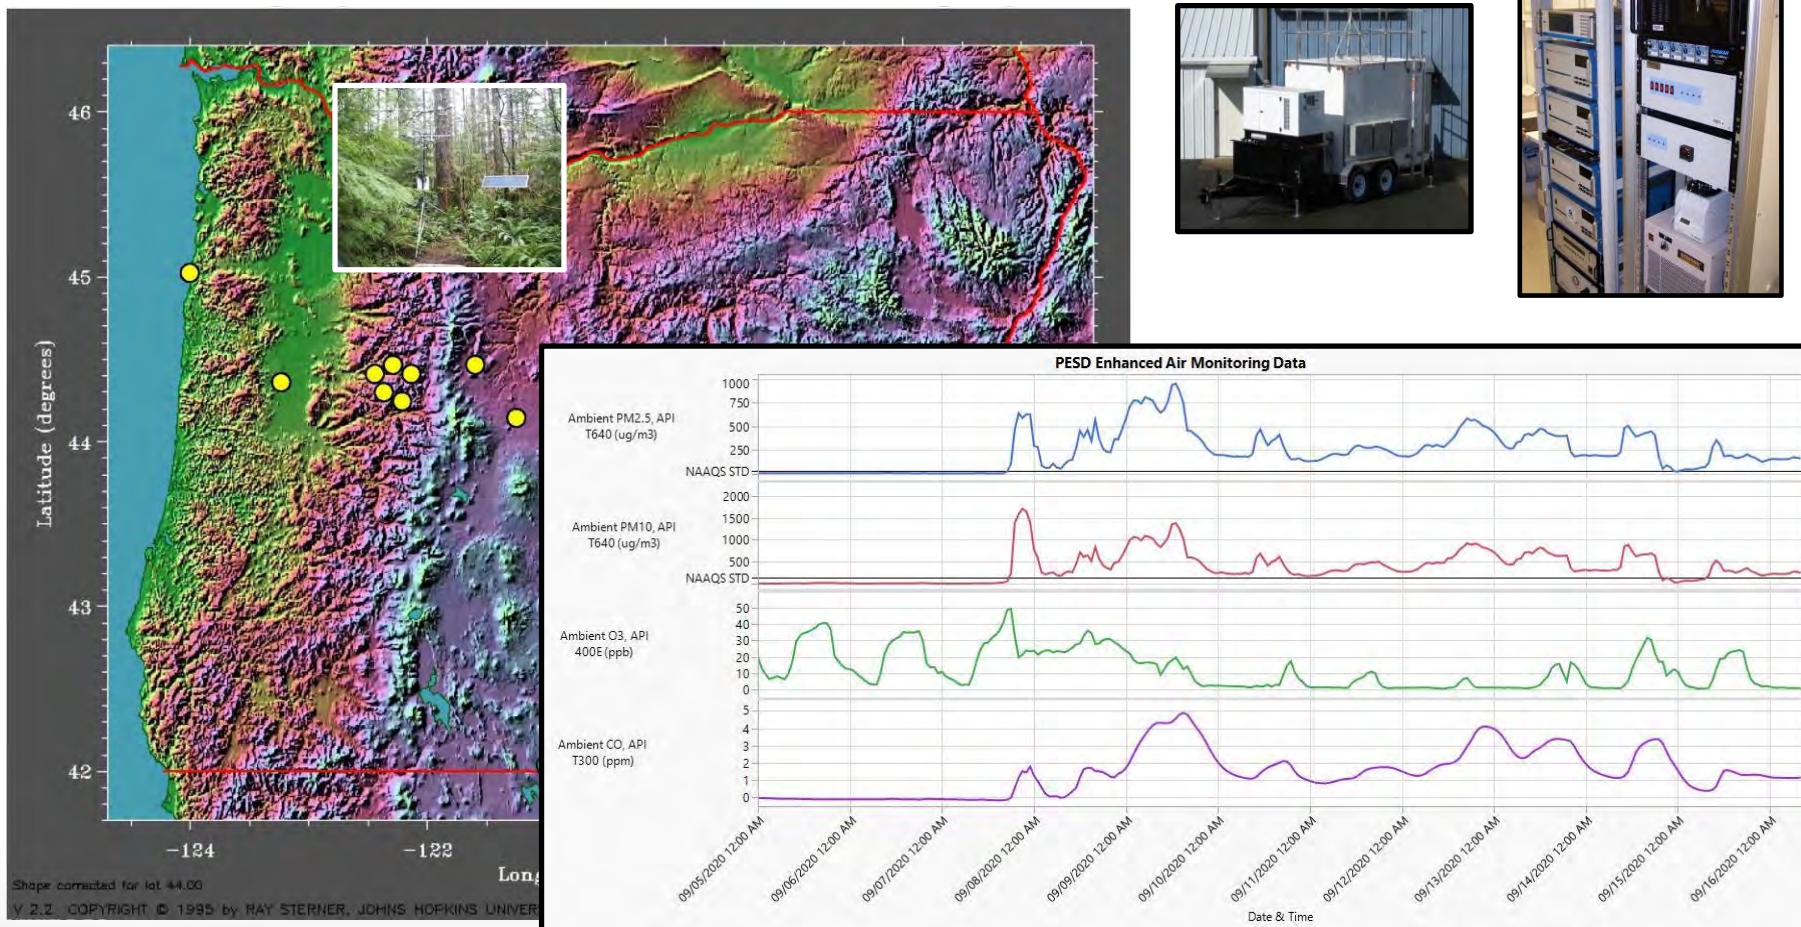 46
45
44
43
42
Latitude (degrees)
-124
-122
Long
Shape corrected for lat 44.00
V 2.2 COPYRIGHT © 1995 by RAY STERNER, JOHNS HOPKINS UNIVER
PESD Enhanced Air Monitoring Data
Ambient PM2.5, API
T640 (ug/m3)
1000
750
500
250
NAAQS STD
Ambient PM10, API
T640 (ug/m3)
2000
1500
1000
500
NAAQS STD
Ambient O3, API
400E (ppb)
50
40
30
20
10
0
Ambient CO, API
T300 (ppm)
5
4
3
2
1
0
09/05/2020 12:00 AM
09/06/2020 12:00 AM
09/07/2020 12:00 AM
09/08/2020 12:00 AM
09/09/2020 12:00 AM
09/10/2020 12:00 AM
09/11/2020 12:00 AM
09/12/2020 12:00 AM
09/13/2020 12:00 AM
09/14/2020 12:00 AM
09/15/2020 12:00 AM
09/16/2020 12:00 AM
Date & Time